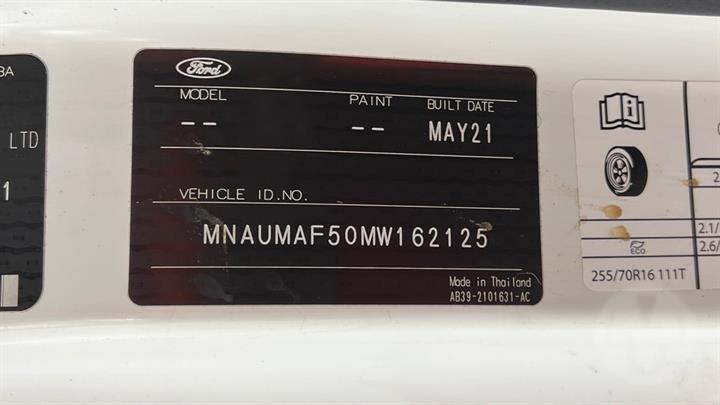 BA
LTD
1
Ford
MODEL PAINT BUILT DATE
-- -- MAY21
VEHICLE ID.NO.
MNAUMAF50MW162125
Made in Thailand
AB39-2101631-AC
i
2
2.1/
ECO 2.6/
255/70R16 111T